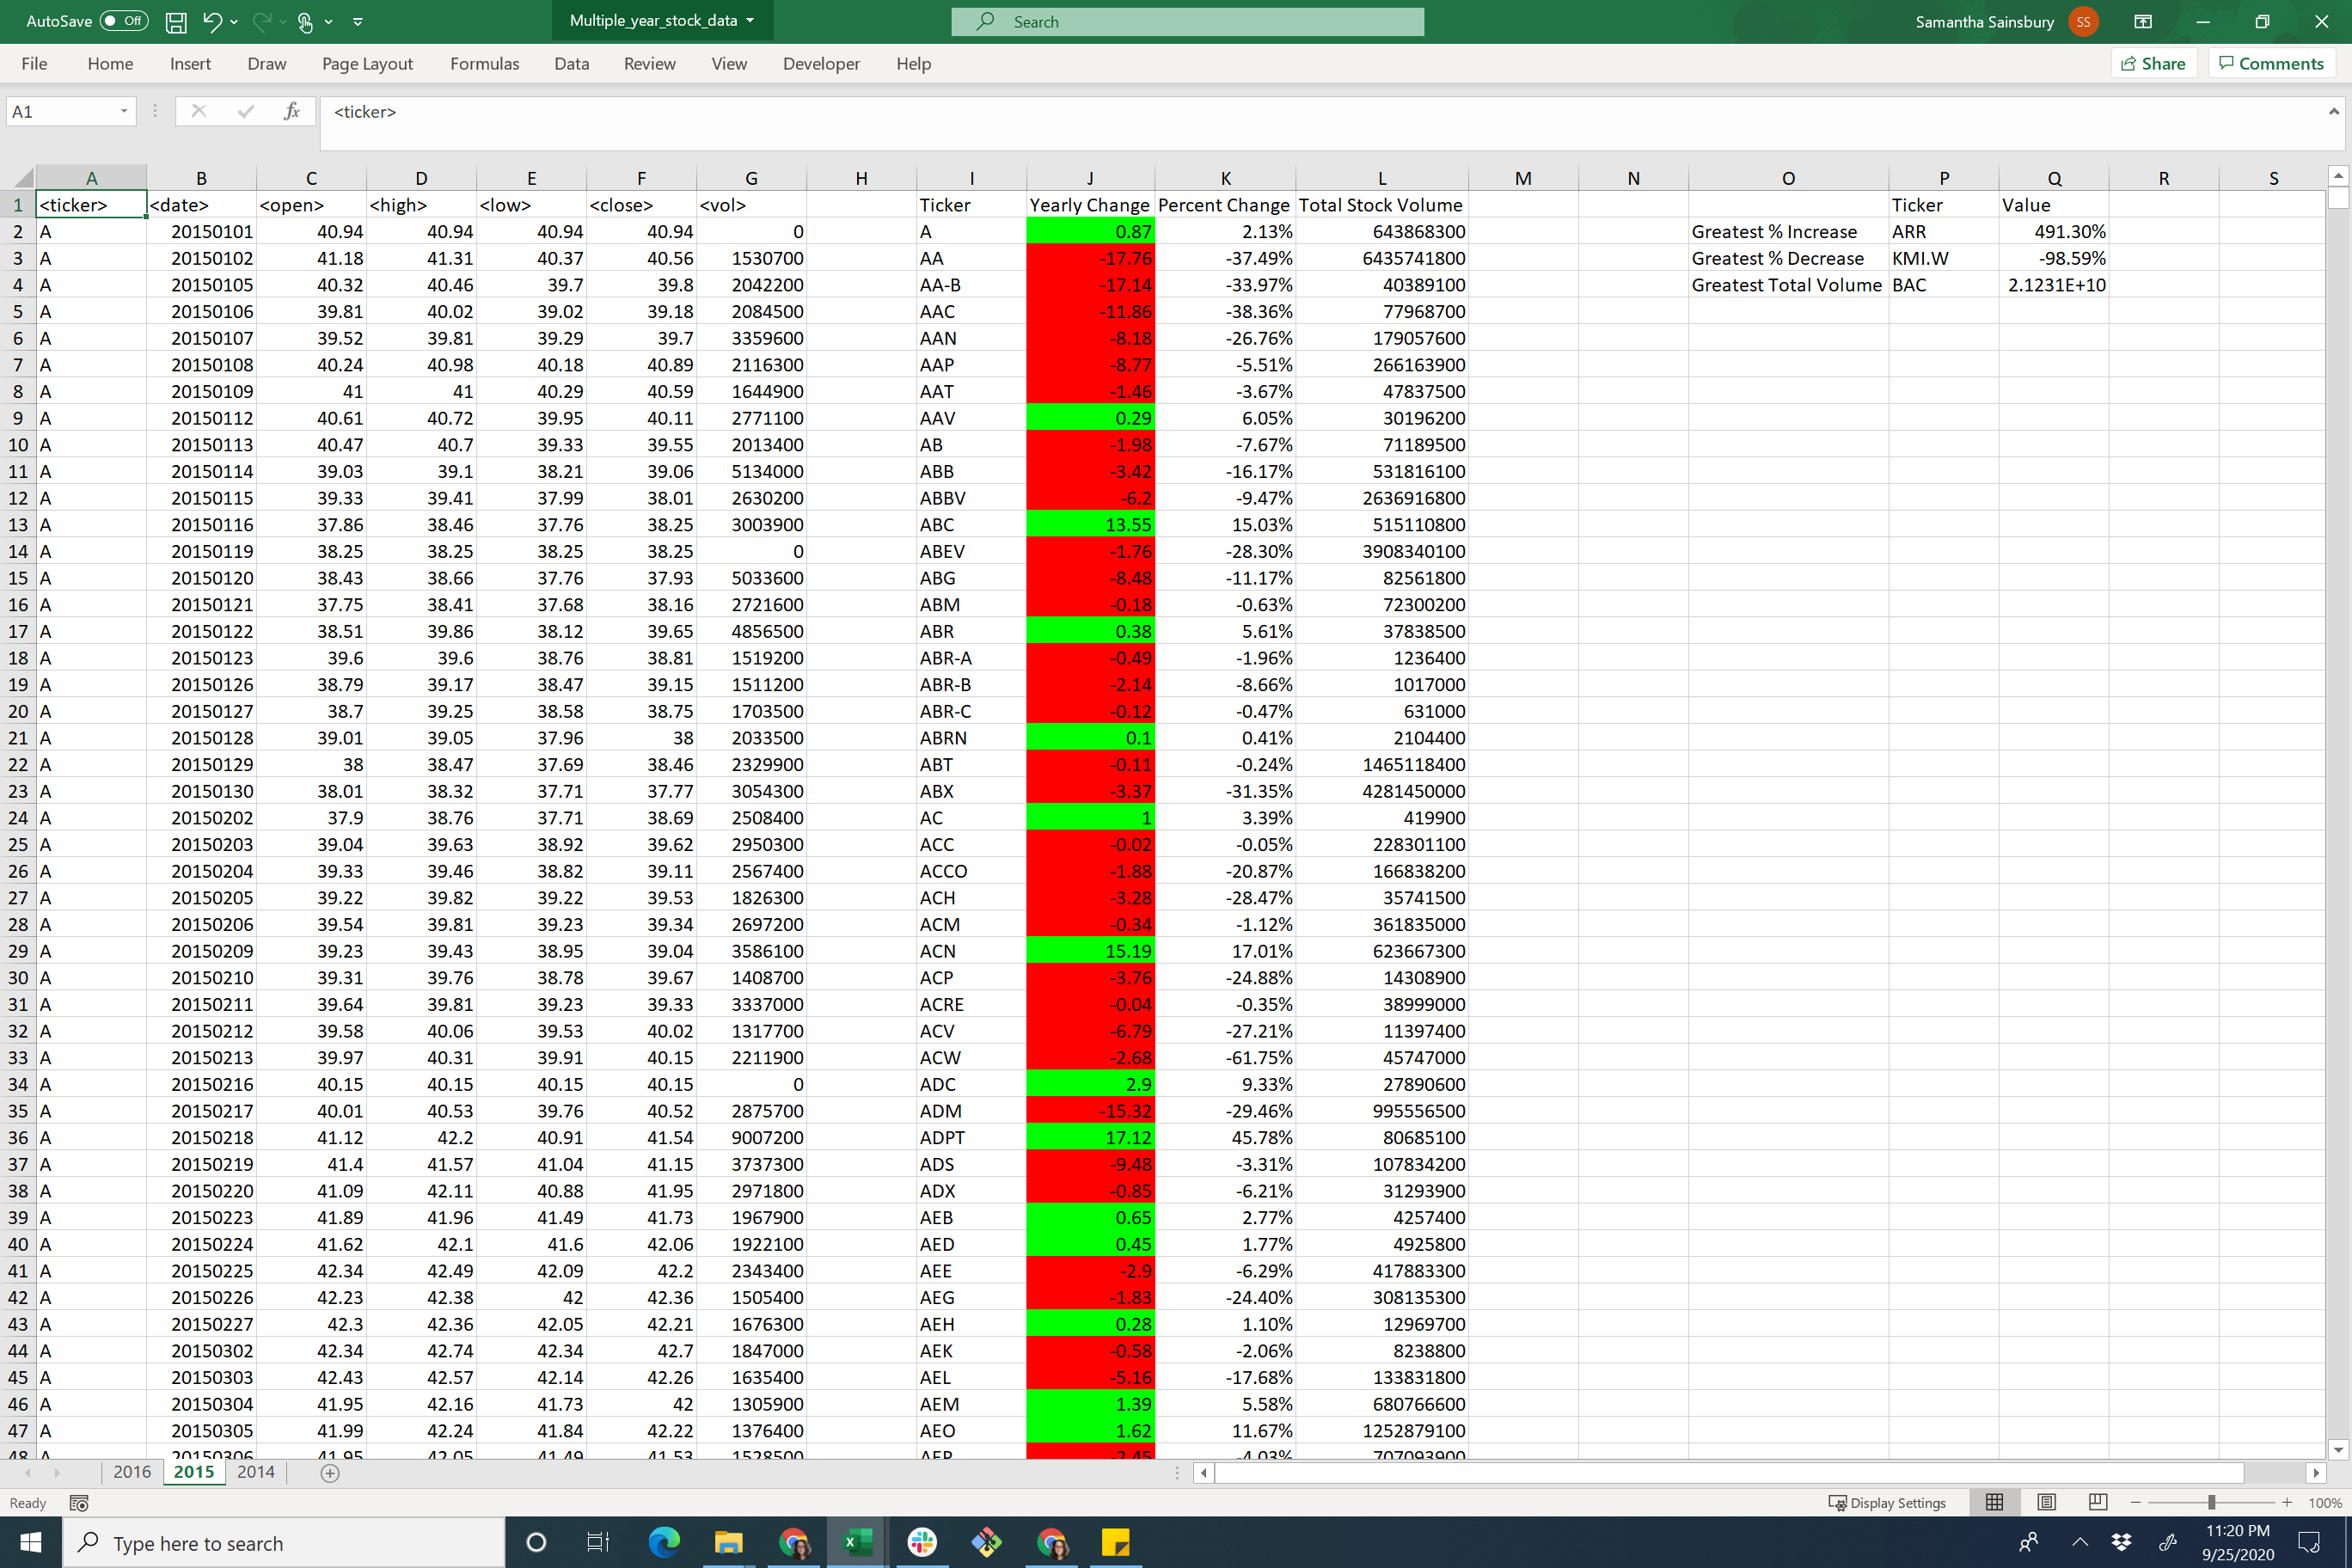 AutoSave Off Multiple_year_stock_data Search Samantha Sainsbury SS
File Home Insert Draw Page Layout Formulas Data Review View Developer Help Share Comments
A1 fx <ticker>
A B C D E F G H I J K L M N O P Q R S
1 <ticker> <date> <open> <high> <low> <close> <vol> Ticker Yearly Change Percent Change Total Stock Volume Ticker Value
2 A 20150101 40.94 40.94 40.94 40.94 0 A 0.87 2.13% 643868300 Greatest % Increase ARR 491.30%
3 A 20150102 41.18 41.31 40.37 40.56 1530700 AA -17.76 -37.49% 6435741800 Greatest % Decrease KMI.W -98.59%
4 A 20150105 40.32 40.46 39.7 39.8 2042200 AA-B -17.14 -33.97% 40389100 Greatest Total Volume BAC 2.1231E+10
5 A 20150106 39.81 40.02 39.02 39.18 2084500 AAC -11.86 -38.36% 77968700
6 A 20150107 39.52 39.81 39.29 39.7 3359600 AAN -8.18 -26.76% 179057600
7 A 20150108 40.24 40.98 40.18 40.89 2116300 AAP -8.77 -5.51% 266163900
8 A 20150109 41 41 40.29 40.59 1644900 AAT -1.46 -3.67% 47837500
9 A 20150112 40.61 40.72 39.95 40.11 2771100 AAV 0.29 6.05% 30196200
10 A 20150113 40.47 40.7 39.33 39.55 2013400 AB -1.98 -7.67% 71189500
11 A 20150114 39.03 39.1 38.21 39.06 5134000 ABB -3.42 -16.17% 531816100
12 A 20150115 39.33 39.41 37.99 38.01 2630200 ABBV -6.2 -9.47% 2636916800
13 A 20150116 37.86 38.46 37.76 38.25 3003900 ABC 13.55 15.03% 515110800
14 A 20150119 38.25 38.25 38.25 38.25 0 ABEV -1.76 -28.30% 3908340100
15 A 20150120 38.43 38.66 37.76 37.93 5033600 ABG -8.48 -11.17% 82561800
16 A 20150121 37.75 38.41 37.68 38.16 2721600 ABM -0.18 -0.63% 72300200
17 A 20150122 38.51 39.86 38.12 39.65 4856500 ABR 0.38 5.61% 37838500
18 A 20150123 39.6 39.6 38.76 38.81 1519200 ABR-A -0.49 -1.96% 1236400
19 A 20150126 38.79 39.17 38.47 39.15 1511200 ABR-B -2.14 -8.66% 1017000
20 A 20150127 38.7 39.25 38.58 38.75 1703500 ABR-C -0.12 -0.47% 631000
21 A 20150128 39.01 39.05 37.96 38 2033500 ABRN 0.1 0.41% 2104400
22 A 20150129 38 38.47 37.69 38.46 2329900 ABT -0.11 -0.24% 1465118400
23 A 20150130 38.01 38.32 37.71 37.77 3054300 ABX -3.37 -31.35% 4281450000
24 A 20150202 37.9 38.76 37.71 38.69 2508400 AC 1 3.39% 419900
25 A 20150203 39.04 39.63 38.92 39.62 2950300 ACC -0.02 -0.05% 228301100
26 A 20150204 39.33 39.46 38.82 39.11 2567400 ACCO -1.88 -20.87% 166838200
27 A 20150205 39.22 39.82 39.22 39.53 1826300 ACH -3.28 -28.47% 35741500
28 A 20150206 39.54 39.81 39.23 39.34 2697200 ACM -0.34 -1.12% 361835000
29 A 20150209 39.23 39.43 38.95 39.04 3586100 ACN 15.19 17.01% 623667300
30 A 20150210 39.31 39.76 38.78 39.67 1408700 ACP -3.76 -24.88% 14308900
31 A 20150211 39.64 39.81 39.23 39.33 3337000 ACRE -0.04 -0.35% 38999000
32 A 20150212 39.58 40.06 39.53 40.02 1317700 ACV -6.79 -27.21% 11397400
33 A 20150213 39.97 40.31 39.91 40.15 2211900 ACW -2.68 -61.75% 45747000
34 A 20150216 40.15 40.15 40.15 40.15 0 ADC 2.9 9.33% 27890600
35 A 20150217 40.01 40.53 39.76 40.52 2875700 ADM -15.32 -29.46% 995556500
36 A 20150218 41.12 42.2 40.91 41.54 9007200 ADPT 17.12 45.78% 80685100
37 A 20150219 41.4 41.57 41.04 41.15 3737300 ADS -9.48 -3.31% 107834200
38 A 20150220 41.09 42.11 40.88 41.95 2971800 ADX -0.85 -6.21% 31293900
39 A 20150223 41.89 41.96 41.49 41.73 1967900 AEB 0.65 2.77% 4257400
40 A 20150224 41.62 42.1 41.6 42.06 1922100 AED 0.45 1.77% 4925800
41 A 20150225 42.34 42.49 42.09 42.2 2343400 AEE -2.9 -6.29% 417883300
42 A 20150226 42.23 42.38 42 42.36 1505400 AEG -1.83 -24.40% 308135300
43 A 20150227 42.3 42.36 42.05 42.21 1676300 AEH 0.28 1.10% 12969700
44 A 20150302 42.34 42.74 42.34 42.7 1847000 AEK -0.58 -2.06% 8238800
45 A 20150303 42.43 42.57 42.14 42.26 1635400 AEL -5.16 -17.68% 133831800
46 A 20150304 41.95 42.16 41.73 42 1305900 AEM 1.39 5.58% 680766600
47 A 20150305 41.99 42.24 41.84 42.22 1376400 AEO 1.62 11.67% 1252879100
48 A 20150306 41.95 42.05 41.49 41.53 1528500 AEP -2.45 -4.03% 707093900
2016 2015 2014
Ready Display Settings 100%
Type here to search 11:20 PM
9/25/2020